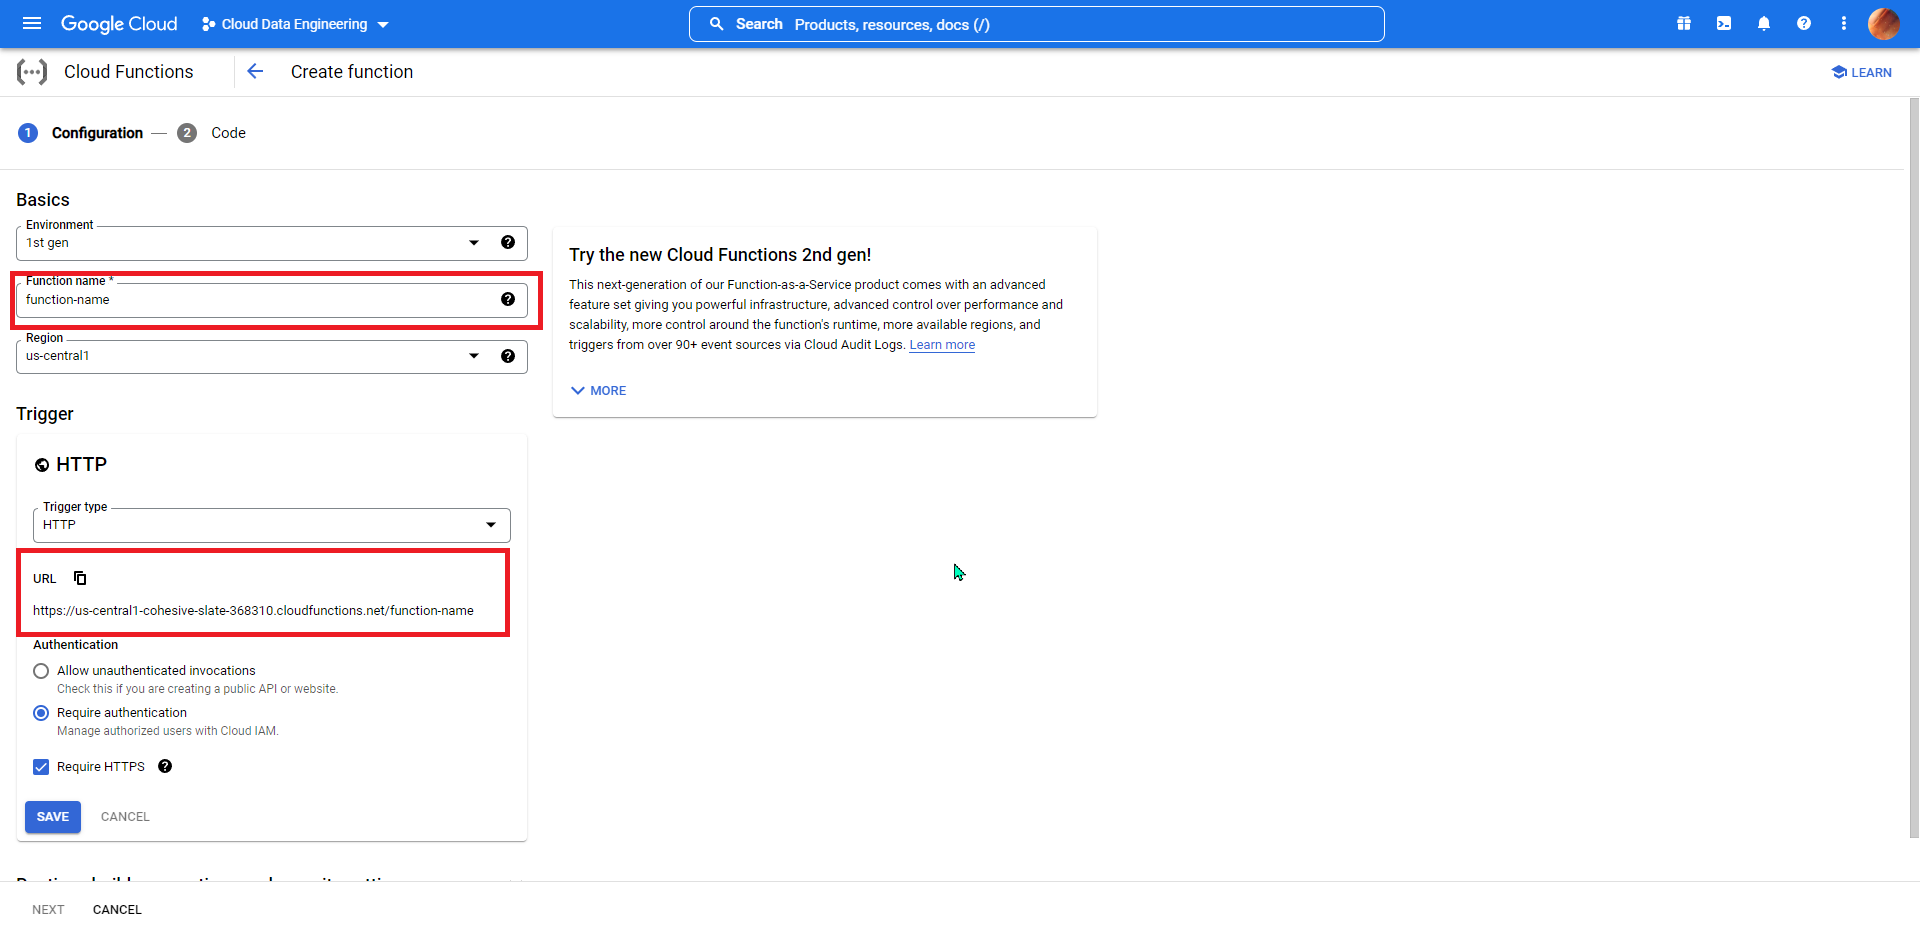 Google Cloud
Cloud Data Engineering
Search Products, resources, docs (/)
Cloud Functions
Create function
LEARN
1 Configuration — 2 Code
Basics
Environment
1st gen
Function name *
function-name
Region
us-central1
Try the new Cloud Functions 2nd gen!
This next-generation of our Function-as-a-Service product comes with an advanced
feature set giving you powerful infrastructure, advanced control over performance and
scalability, more control around the function's runtime, more available regions, and
triggers from over 90+ event sources via Cloud Audit Logs. Learn more
MORE
Trigger
HTTP
Trigger type
HTTP
URL
https://us-central1-cohesive-slate-368310.cloudfunctions.net/function-name
Authentication
Allow unauthenticated invocations
Check this if you are creating a public API or website.
Require authentication
Manage authorized users with Cloud IAM.
Require HTTPS
SAVE
CANCEL
NEXT
CANCEL